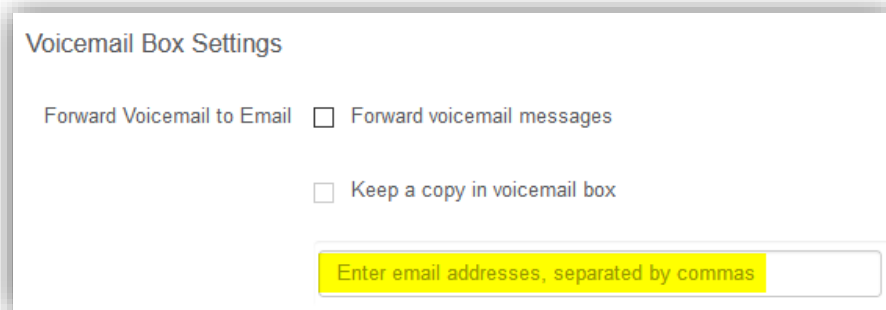 Voicemail Box Settings
Forward Voicemail to Email Forward voicemail messages
Keep a copy in voicemail box
Enter email addresses, separated by commas